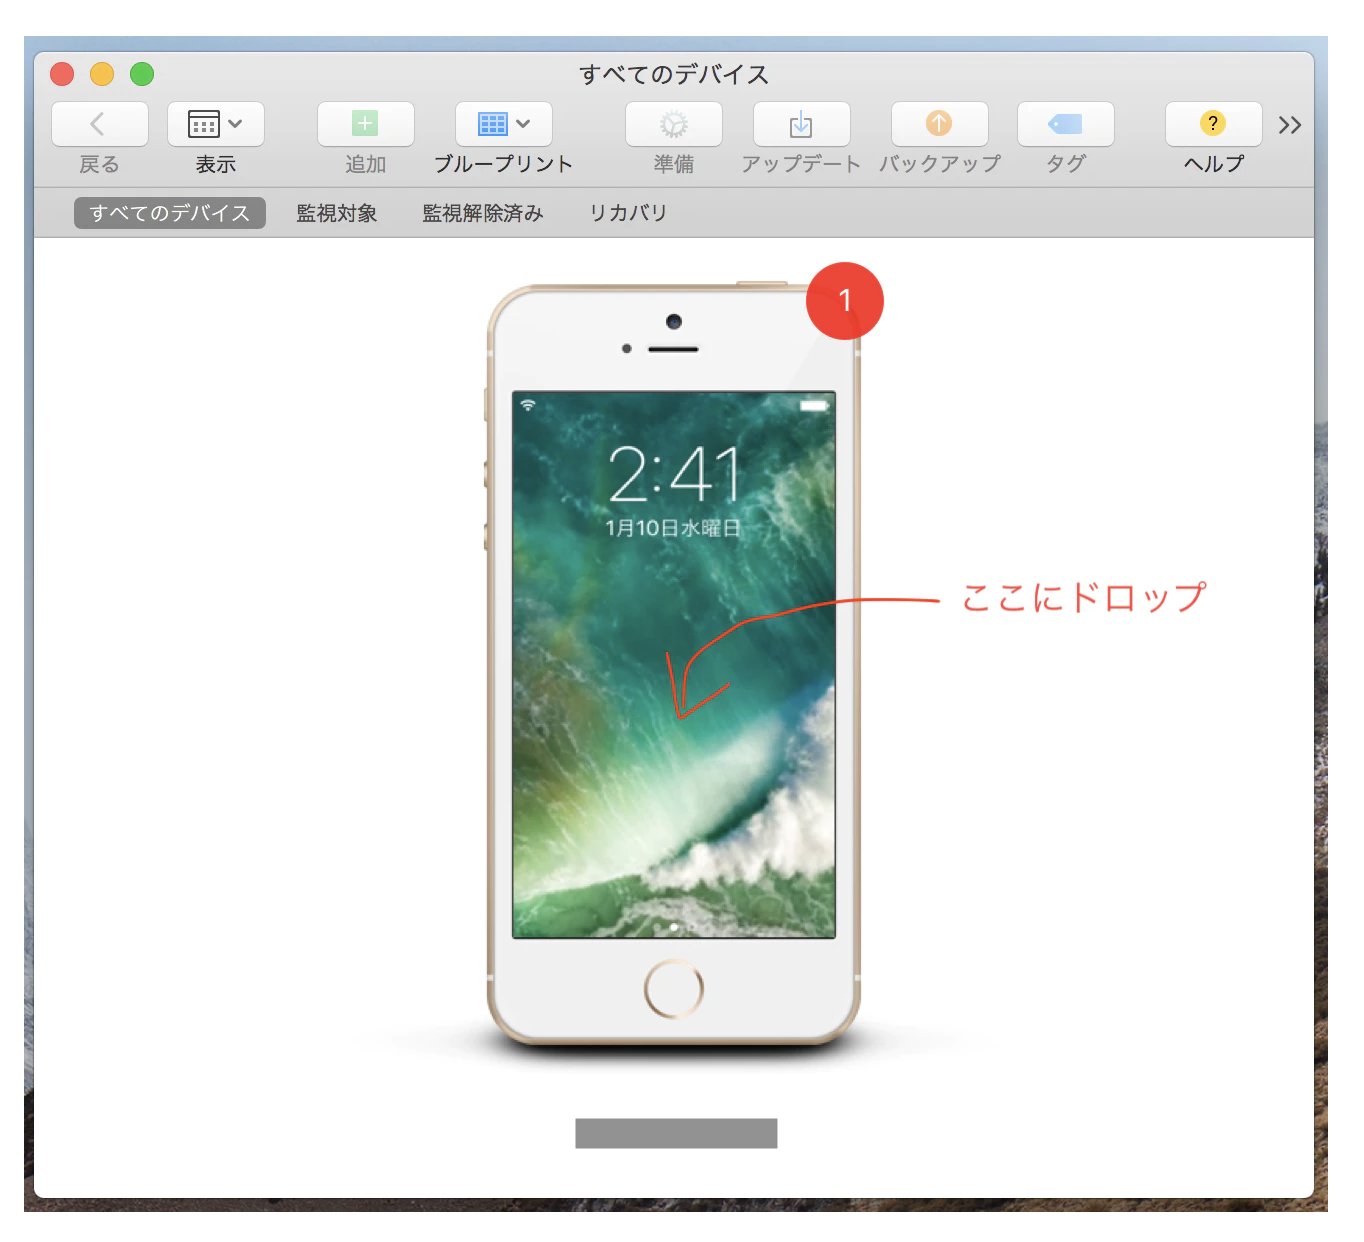 すべてのデバイス
戻る
表示
追加
ブループリント
準備
アップデート
バックアップ
タグ
?
ヘルプ
すべてのデバイス
監視対象
監視解除済み
リカバリ
1
2:41
1月10日水曜日
ここにドロップ